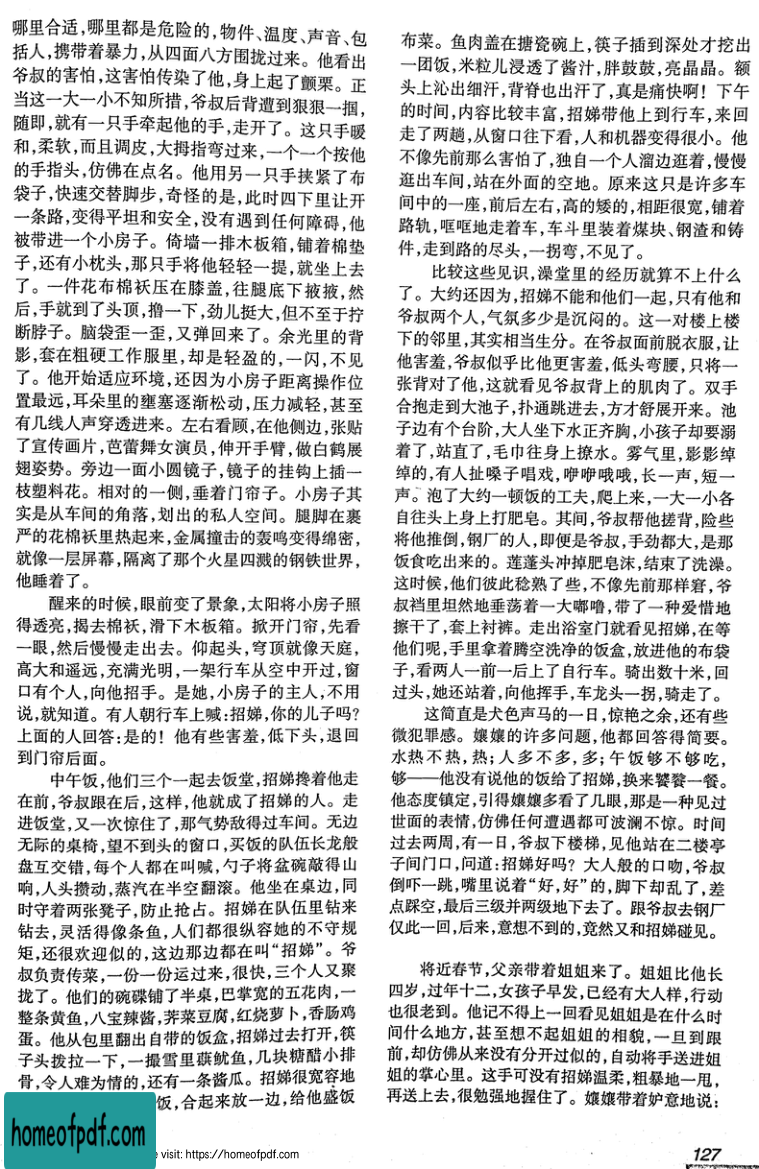 哪里合适,哪里都是危险的,物件、温度、声音、包
括人,携带着暴力,从四面八方围拢过来。他看出
爷叔的害怕,这害怕传染了他,身上起了颤栗。正
当这一大一小不知所措,爷叔后背遭到狠狠一掴,
随即,就有一只手牵起他的手,走开了。这只手暖
和,柔软,而且调皮,大拇指弯过来,一个一个按他
的手指头,仿佛在点名。他用另一只手挟紧了布
袋子,快速交替脚步,奇怪的是,此时四下里让开
一条路,变得平坦和安全,没有遇到任何障碍,他
被带进一个小房子。倚墙一排木板箱,铺着棉垫
子,还有小枕头,那只手将他轻轻一提,就坐上去
了。一件花布棉袄压在膝盖,往腿底下掖掖,然
后,手就到了头顶,撸一下,劲儿挺大,但不至于拧
断脖子。脑袋歪一歪,又弹回来了。余光里的背
影,套在粗硬工作服里,却是轻盈的,一闪,不见
了。他开始适应环境,还因为小房子距离操作位
置最远,耳朵里的壅塞逐渐松动,压力减轻,甚至
有几线人声穿透进来。左右看顾,在他侧边,张贴
了宣传画片,芭蕾舞女演员,伸开手臂,做白鹤展
翅姿势。旁边一面小圆镜子,镜子的挂钩上插一
枝塑料花。相对的一侧,垂着门帘子。小房子其
实是从车间的角落,划出的私人空间。腿脚在裹
严的花棉袄里热起来,金属撞击的轰鸣变得绵密,
就像一层屏幕,隔离了那个火星四溅的钢铁世界,
他睡着了。
醒来的时候,眼前变了景象,太阳将小房子照
得透亮,揭去棉袄,滑下木板箱。掀开门帘,先看
一眼,然后慢慢走出去。仰起头,穹顶就像天庭,
高大和遥远,充满光明,一架行车从空中开过,窗
口有个人,向他招手。是她,小房子的主人,不用
说,就知道。有人朝行车上喊:招娣,你的儿子吗?
上面的人回答:是的!他有些害羞,低下头,退回
到门帘后面。
中午饭,他们三个一起去饭堂,招娣搀着他走
在前,爷叔跟在后,这样,他就成了招娣的人。走
进饭堂,又一次惊住了,那气势敌得过车间。无边
无际的桌椅,望不到头的窗口,买饭的队伍长龙般
盘互交错,每个人都在叫喊,勺子将盆碗敲得山
响,人头攒动,蒸汽在半空翻滚。他坐在桌边,同
时守着两张凳子,防止抢占。招娣在队伍里钻来
钻去,灵活得像条鱼,人们都很纵容她的不守规
矩,还很欢迎似的,这边那边都在叫“招娣”。爷
叔负责传菜,一份一份运过来,很快,三个人又聚
拢了。他们的碗碟铺了半桌,巴掌宽的五花肉,一
整条黄鱼,八宝辣酱,荠菜豆腐,红烧萝卜,香肠鸡
蛋。他从包里翻出自带的饭盒,招娣过去打开,筷
子头拨拉一下,一撮雪里蕻鱿鱼,几块糖醋小排
骨,令人难为情的,还有一条酱瓜。招娣很宽容地
饭,合起来放一边,给他盛饭
布菜。鱼肉盖在搪瓷碗上,筷子插到深处才挖出
一团饭,米粒儿浸透了酱汁,胖鼓鼓,亮晶晶。额
头上沁出细汗,背脊也出汗了,真是痛快啊!下午
的时间,内容比较丰富,招娣带他上到行车,来回
走了两趟,从窗口往下看,人和机器变得很小。他
不像先前那么害怕了,独自一个人溜边逛着,慢慢
逛出车间,站在外面的空地。原来这只是许多车
间中的一座,前后左右,高的矮的,相距很宽,铺着
路轨,哐哐地走着车,车斗里装着煤块、钢渣和铸
件,走到路的尽头,一拐弯,不见了。
比较这些见识,澡堂里的经历就算不上什么
了。大约还因为,招娣不能和他们一起,只有他和
爷叔两个人,气氛多少是沉闷的。这一对楼上楼
下的邻里,其实相当生分。在爷叔面前脱衣服,让
他害羞,爷叔似乎比他更害羞,低头弯腰,只将一
张背对了他,这就看见爷叔背上的肌肉了。双手
合抱走到大池子,扑通跳进去,方才舒展开来。池
子边有个台阶,大人坐下水正齐胸,小孩子却要溺
着了,站直了,毛巾往身上撩水。雾气里,影影绰
绰的,有人扯嗓子唱戏,咿咿哦哦,长一声,短一
声。泡了大约一顿饭的工夫,爬上来,一大一小各
自往头上身上打肥皂。其间,爷叔帮他搓背,险些
将他推倒,钢厂的人,即便是爷叔,手劲都大,是那
饭食吃出来的。莲蓬头冲掉肥皂沫,结束了洗澡。
这时候,他们彼此稔熟了些,不像先前那样窘,爷
叔裆里坦然地垂荡着一大嘟噜,带了一种爱惜地
擦干了,套上衬裤。走出浴室门就看见招娣,在等
他们呢,手里拿着腾空洗净的饭盒,放进他的布袋
子,看两人一前一后上了自行车。骑出数十米,回
过头,她还站着,向他挥手,车龙头一拐,骑走了。
这简直是犬色声马的一日,惊艳之余,还有些
微犯罪感。孃孃的许多问题,他都回答得简要。
水热不热,热;人多不多,多;午饭够不够吃,
够——他没有说他的饭给了招娣,换来饕餮一餐。
他态度镇定,引得孃孃多看了几眼,那是一种见过
世面的表情,仿佛任何遭遇都可波澜不惊。时间
过去两周,有一日,爷叔下楼梯,见他站在二楼亭
子间门口,问道:招娣好吗?大人般的口吻,爷叔
倒吓一跳,嘴里说着“好,好”的,脚下却乱了,差
点踩空,最后三级并两级地下去了。跟爷叔去钢厂
仅此一回,后来,意想不到的,竟然又和招娣碰见。
将近春节,父亲带着姐姐来了。姐姐比他长
四岁,过年十二,女孩子早发,已经有大人样,行动
也很老到。他记不得上一回看见姐姐是在什么时
间什么地方,甚至想不起姐姐的相貌,一旦到跟
前,却仿佛从来没有分开过似的,自动将手送进姐
姐的掌心里。这手可没有招娣温柔,粗暴地一甩,
再送上去,很勉强地握住了。孃孃带着妒意地说:
homeofpdf.com
e visit: https://homeofpdf.com
127